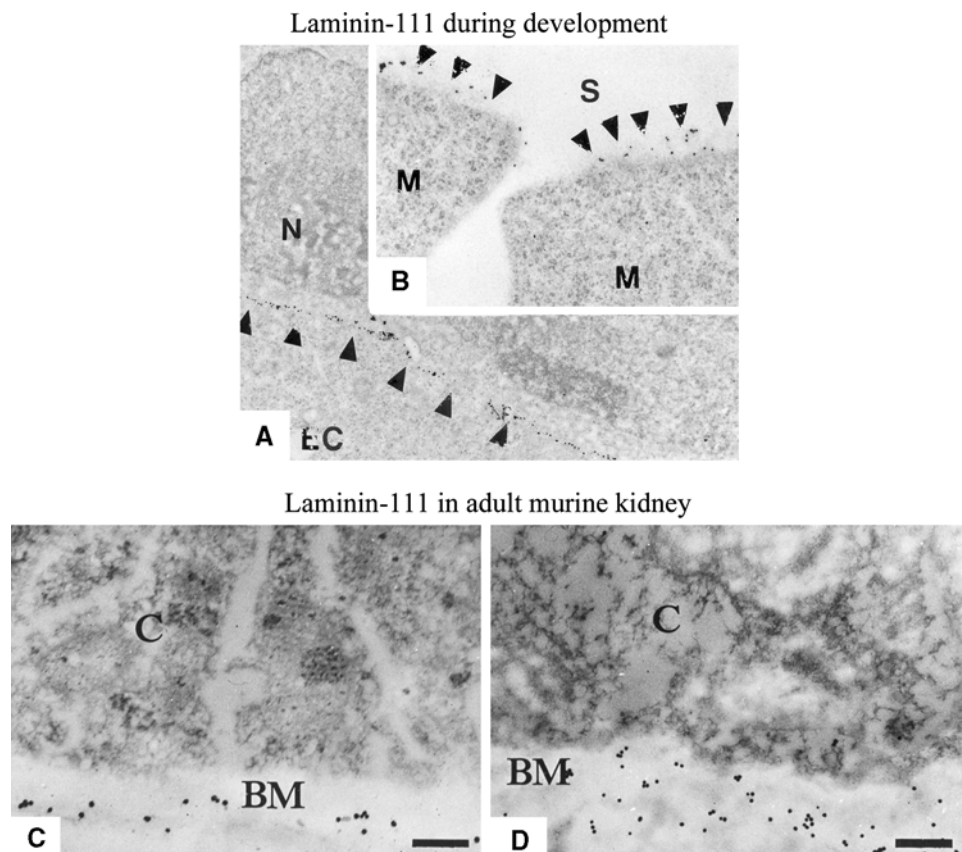 Laminin-111 during development
S
M
N
B
M
A
EC
Laminin-111 in adult murine kidney
C
C
BM
BM
C
D